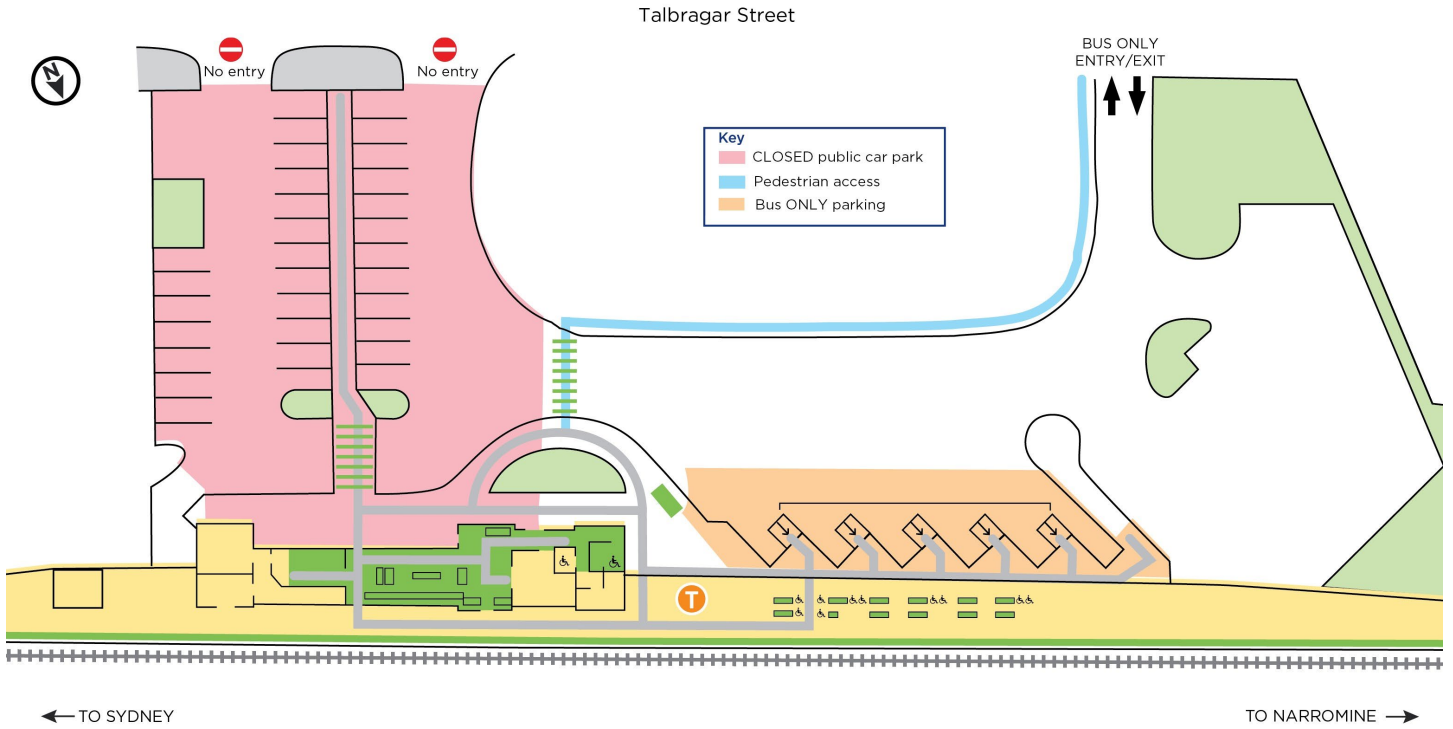 Talbragar Street
No entry
No entry
BUS ONLY
ENTRY/EXIT
N
Key
CLOSED public car park
Pedestrian access
Bus ONLY parking
T
TO SYDNEY
TO NARROMINE